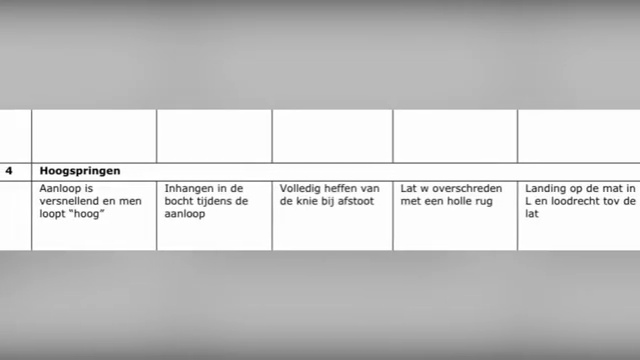 4 Hoogspringen
Aanloop is
versnellend en men
loopt “hoog”
Inhangen in de
bocht tijdens de
aanloop
Volledig heffen van
de knie bij afstoot
Lat w overschreden
met een holle rug
Landing op de mat in
L en loodrecht tov de
lat